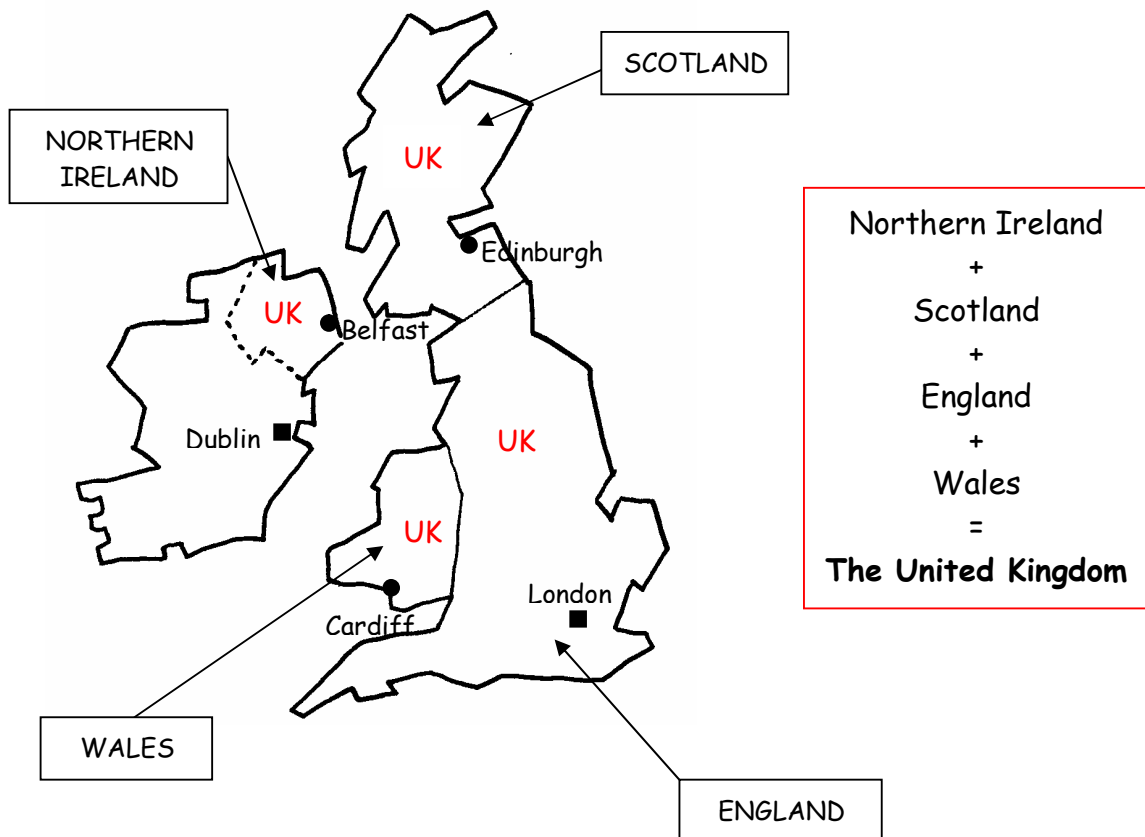 SCOTLAND
NORTHERN
IRELAND
UK
Edinburgh
UK
Belfast
Dublin
UK
UK
Cardiff
London
WALES
ENGLAND
Northern Ireland
+
Scotland
+
England
+
Wales
=
The United Kingdom